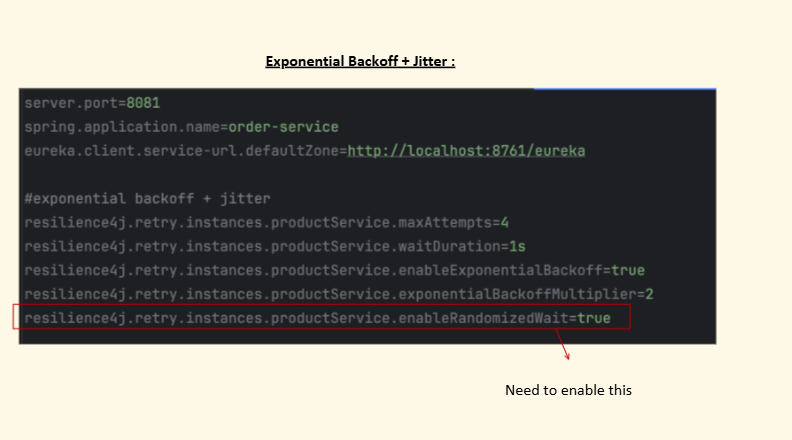 Exponential Backoff + Jitter :
server.port=8081
spring.application.name=order-service
eureka.client.service-url.defaultZone=http://localhost:8761/eureka
#exponential backoff + jitter
resilience4j.retry.instances.productService.maxAttempts=4
resilience4j.retry.instances.productService.waitDuration=1s
resilience4j.retry.instances.productService.enableExponentialBackoff=true
resilience4j.retry.instances.productService.exponentialBackoffMultiplier=2
resilience4j.retry.instances.productService.enableRandomizedWait=true
Need to enable this